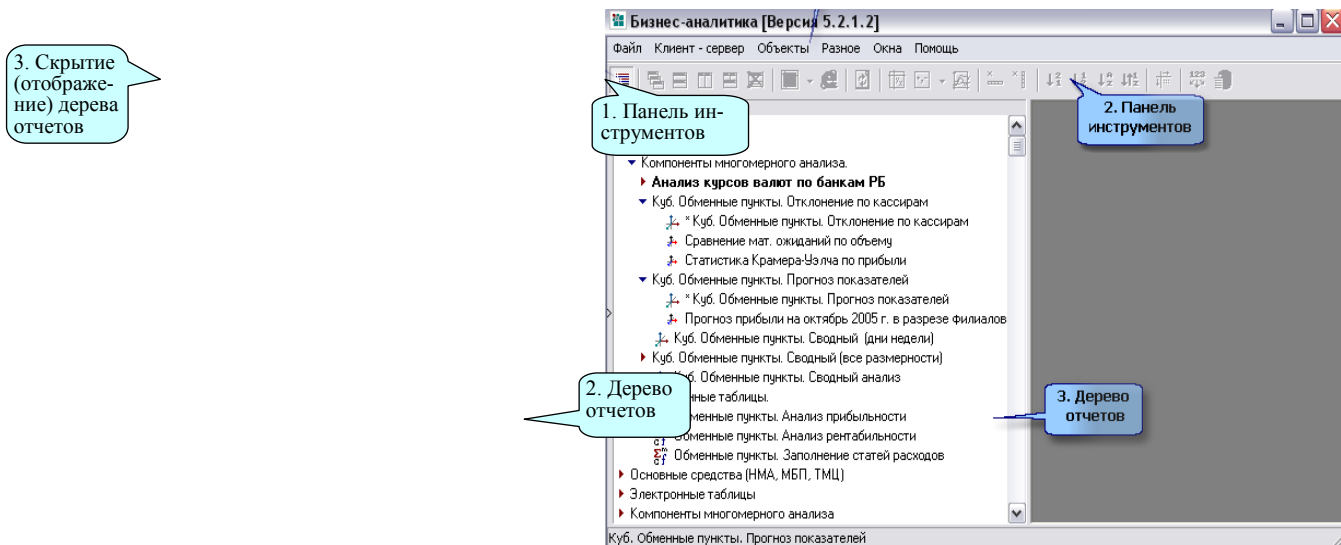 Бизнес-аналитика [Версия 5.2.1.2]
Файл Клиент - сервер Объекты Разное Окна Помощь
3. Скрытие
(отображе-
ние) дерева
отчетов
1. Панель ин-
струментов
2. Панель
инструментов
Компоненты многомерного анализа.
Анализ курсов валют по банкам РБ
Куб. Обменные пункты. Отклонение по кассирам
* Куб. Обменные пункты. Отклонение по кассирам
Сравнение мат. ожиданий по объему
Статистика Крамера-Уэлча по прибыли
Куб. Обменные пункты. Прогноз показателей
* Куб. Обменные пункты. Прогноз показателей
Прогноз прибыли на октябрь 2005 г. в разрезе филиалов
Куб. Обменные пункты. Сводный (дни недели)
Куб. Обменные пункты. Сводный (все размерности)
Обменные пункты. Сводный анализ
2. Дерево
отчетов
таблицы.
пункты. Анализ прибыльности
Обменные пункты. Анализ рентабильности
Обменные пункты. Заполнение статей расходов
3. Дерево
отчетов
Основные средства (НМА, МБП, ТМЦ)
Электронные таблицы
Компоненты многомерного анализа
Куб. Обменные пункты. Прогноз показателей